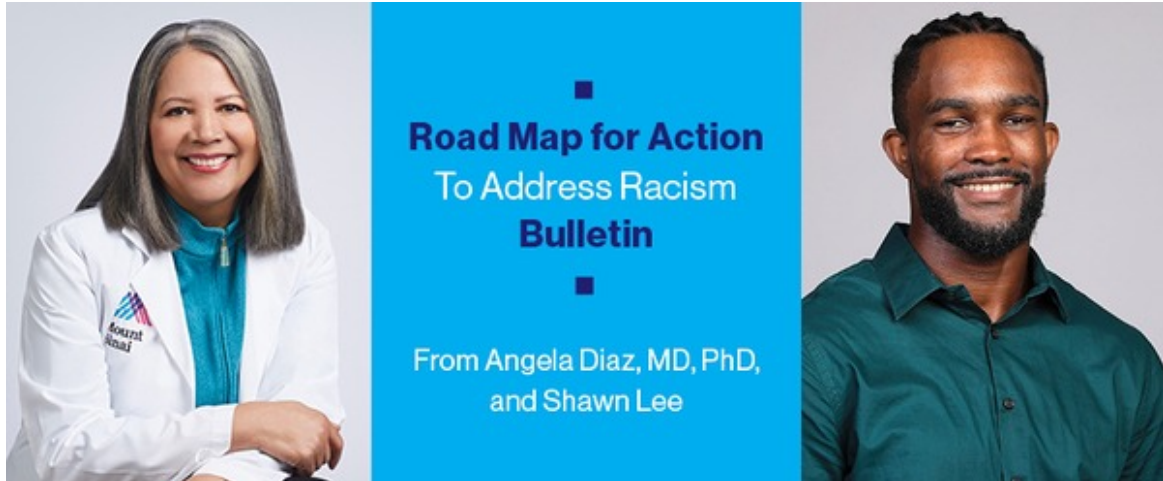 Road Map for Action
To Address Racism
Bulletin
From Angela Diaz, MD, PhD,
and Shawn Lee
Mount
Sinai